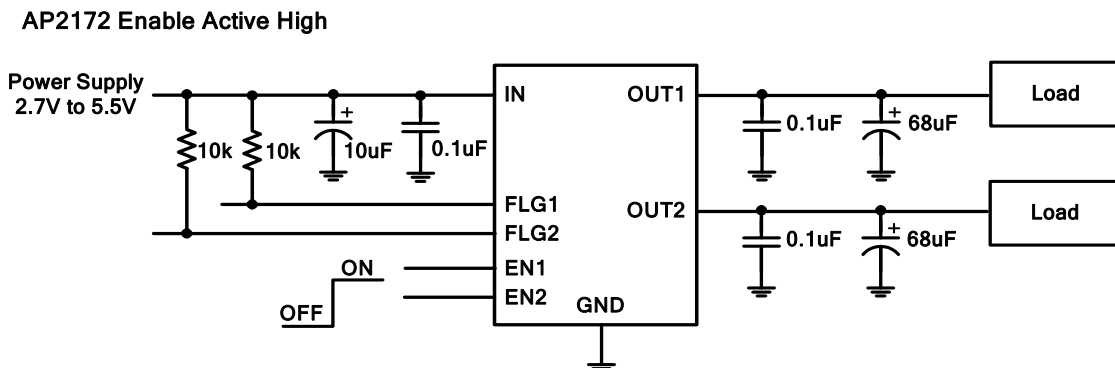 AP2172 Enable Active High
Power Supply
2.7V to 5.5V
10k
10k
+
10uF
0.1uF
IN
FLG1
FLG2
EN1
EN2
GND
OUT1
OUT2
ON
OFF
0.1uF
+
68uF
Load
0.1uF
+
68uF
Load